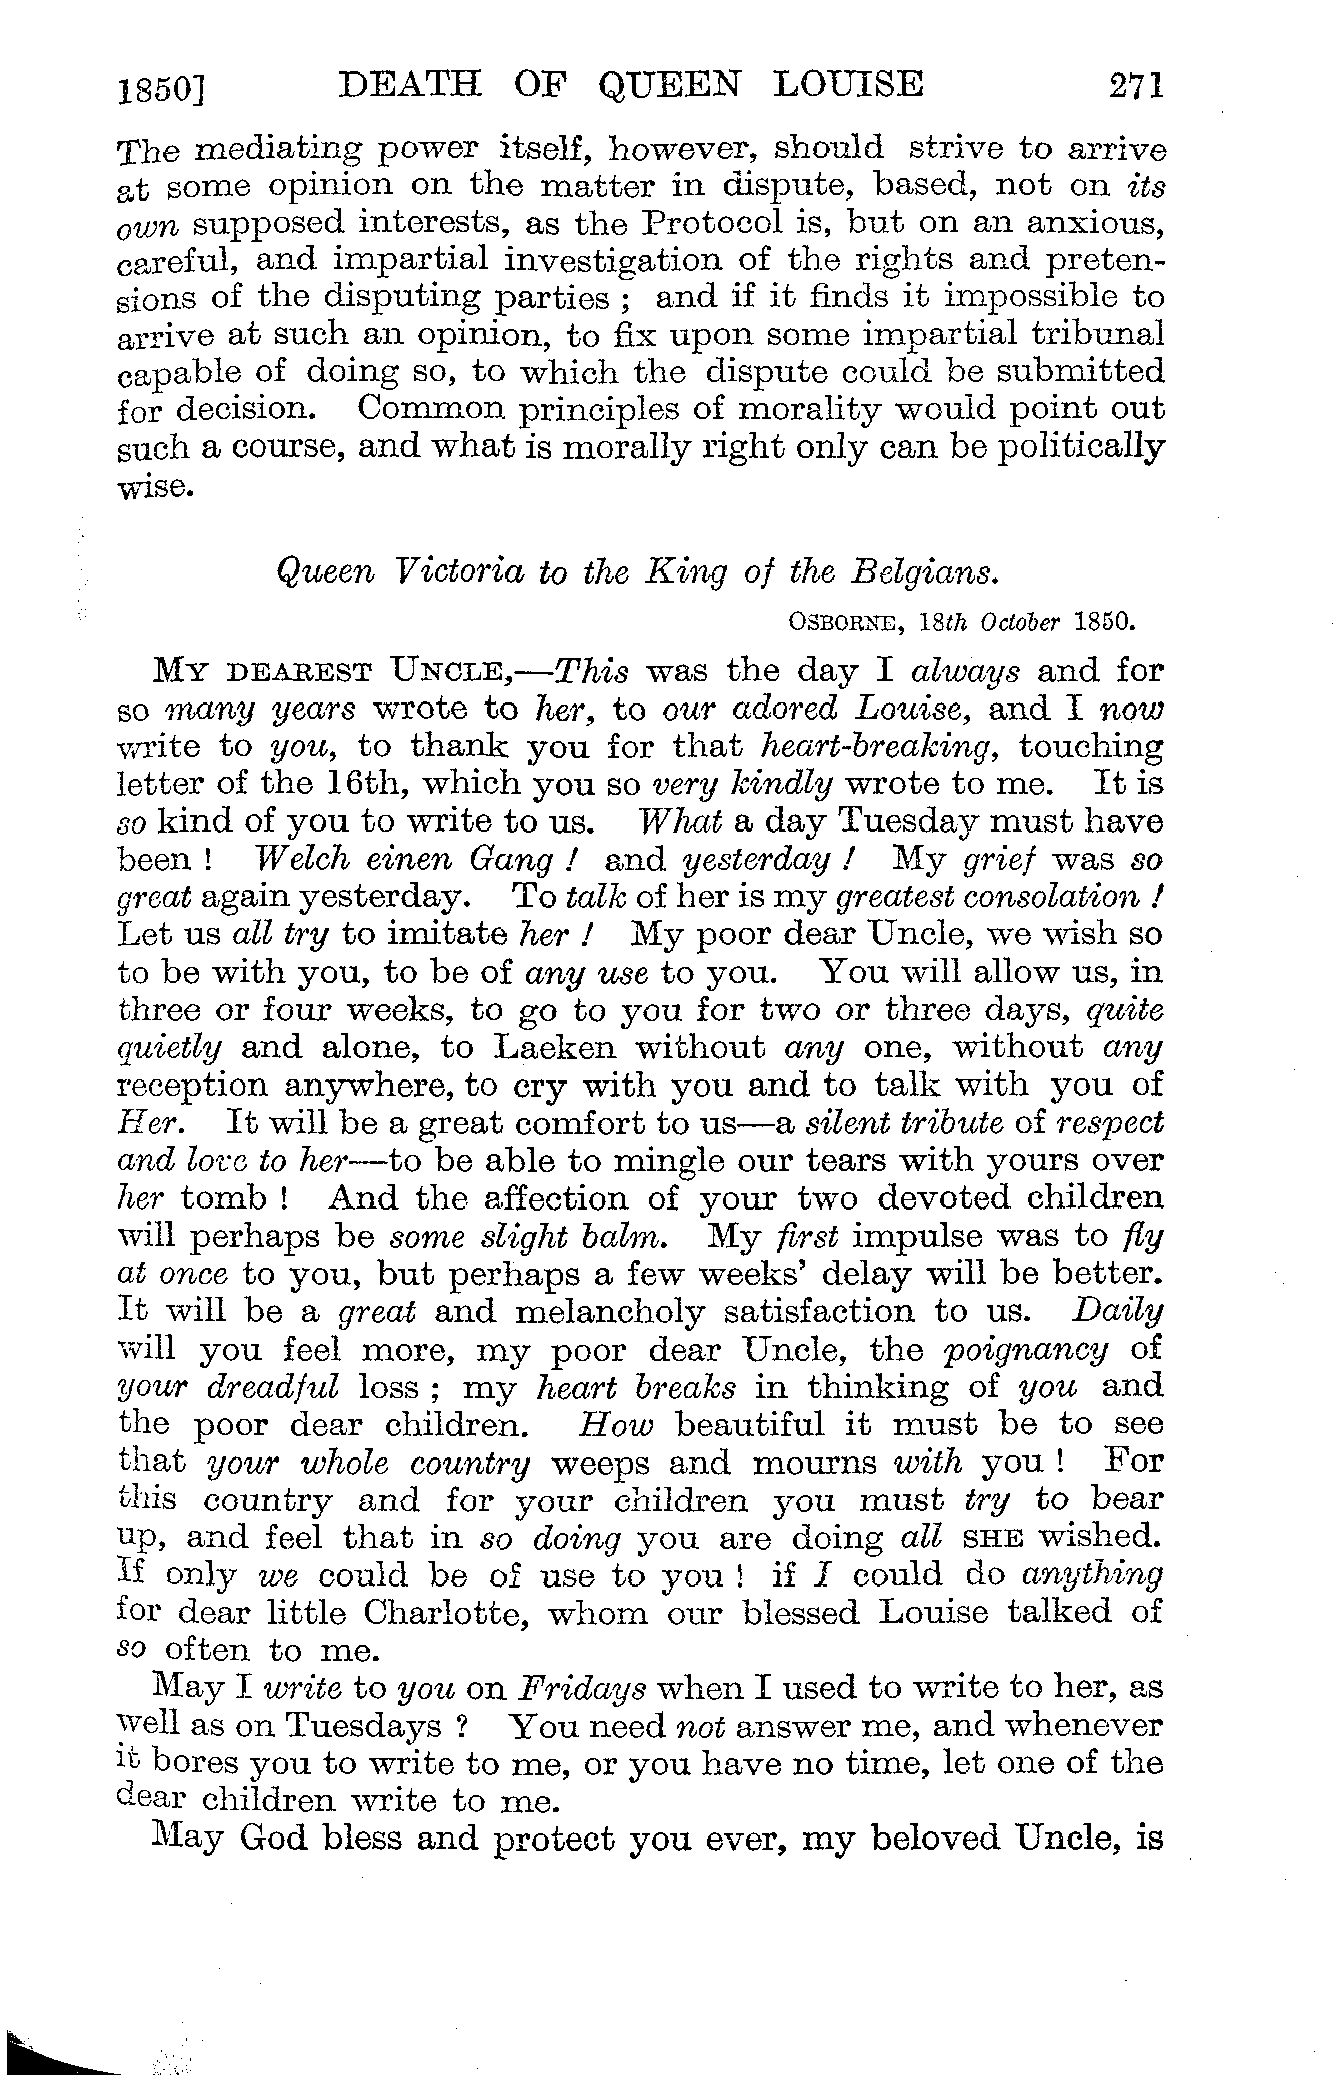 1850] DEATH OF QUEEN LOUISE 271
The mediating power itself, however, should strive to arrive
at some opinion on the matter in dispute, based, not on its
own supposed interests, as the Protocol is, but on an anxious,
careful, and impartial investigation of the rights and preten-
sions of the disputing parties ; and if it finds it impossible to
arrive at such an opinion, to fix upon some impartial tribunal
capable of doing so, to which the dispute could be submitted
for decision. Common principles of morality would point out
such a course, and what is morally right only can be politically
wise.
Queen Victoria to the King of the Belgians.
OSBORNE, 18th October 1850.
MY DEAREST UNCLE,—This was the day I always and for
so many years wrote to her, to our adored Louise, and I now
write to you, to thank you for that heart-breaking, touching
letter of the 16th, which you so very kindly wrote to me. It is
so kind of you to write to us. What a day Tuesday must have
been ! Welch einen Gang ! and yesterday ! My grief was so
great again yesterday. To talk of her is my greatest consolation !
Let us all try to imitate her ! My poor dear Uncle, we wish so
to be with you, to be of any use to you. You will allow us, in
three or four weeks, to go to you for two or three days, quite
quietly and alone, to Laeken without any one, without any
reception anywhere, to cry with you and to talk with you of
Her. It will be a great comfort to us—a silent tribute of respect
and love to her—to be able to mingle our tears with yours over
her tomb ! And the affection of your two devoted children
will perhaps be some slight balm. My first impulse was to fly
at once to you, but perhaps a few weeks' delay will be better.
It will be a great and melancholy satisfaction to us. Daily
will you feel more, my poor dear Uncle, the poignancy of
your dreadful loss ; my heart breaks in thinking of you and
the poor dear children. How beautiful it must be to see
that your whole country weeps and mourns with you ! For
this country and for your children you must try to bear
up, and feel that in so doing you are doing all SHE wished.
If only we could be of use to you ! if I could do anything
for dear little Charlotte, whom our blessed Louise talked of
so often to me.
May I write to you on Fridays when I used to write to her, as
well as on Tuesdays ? You need not answer me, and whenever
it bores you to write to me, or you have no time, let one of the
dear children write to me.
May God bless and protect you ever, my beloved Uncle, is